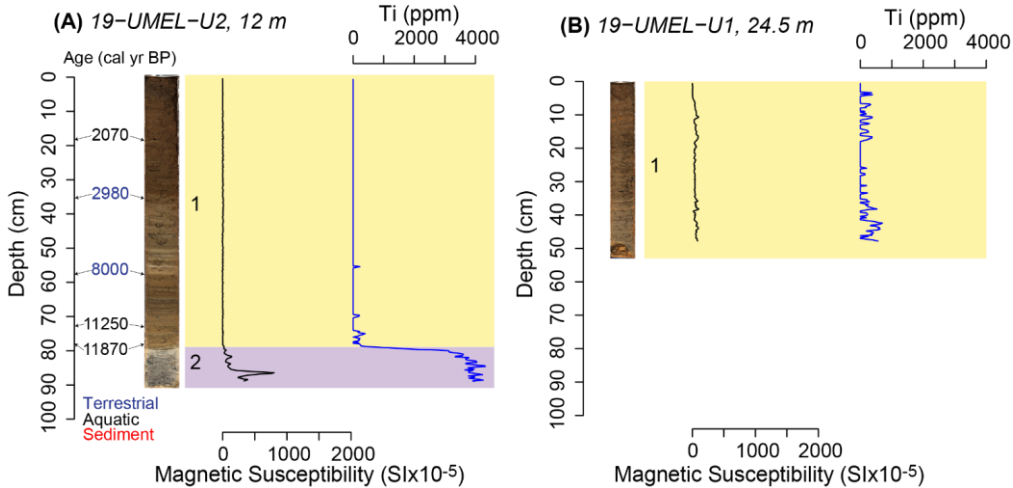 (A) 19-UMEL-U2, 12 m
Ti (ppm)
0 2000 4000
Age (cal yr BP)
Depth (cm)
0
10
20
30
40
50
60
70
80
90
100
2070
2980
8000
11250
11870
1
2
Terrestrial
Aquatic
Sediment
0 1000 2000
Magnetic Susceptibility (SIx10-5)
(B) 19-UMEL-U1, 24.5 m
Ti (ppm)
0 2000 4000
Depth (cm)
0
10
20
30
40
50
60
70
80
90
100
1
0 1000 2000
Magnetic Susceptibility (SIx10-5)